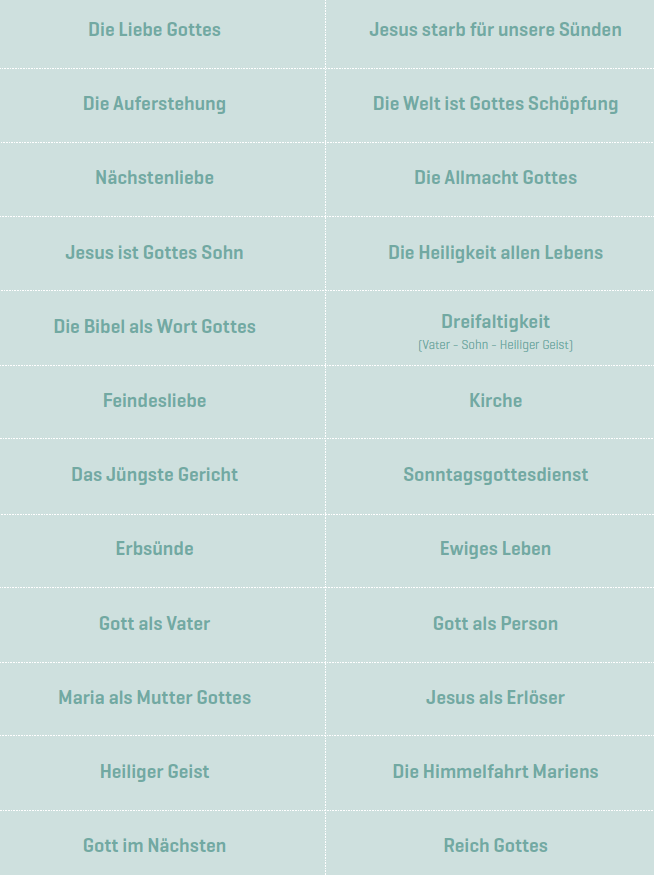 Die Liebe Gottes
Jesus starb für unsere Sünden
Die Auferstehung
Die Welt ist Gottes Schöpfung
Nächstenliebe
Die Allmacht Gottes
Jesus ist Gottes Sohn
Die Heiligkeit allen Lebens
Die Bibel als Wort Gottes
Dreifaltigkeit
(Vater - Sohn - Heiliger Geist)
Feindesliebe
Kirche
Das Jüngste Gericht
Sonntagsgottesdienst
Erbsünde
Ewiges Leben
Gott als Vater
Gott als Person
Maria als Mutter Gottes
Jesus als Erlöser
Heiliger Geist
Die Himmelfahrt Mariens
Gott im Nächsten
Reich Gottes